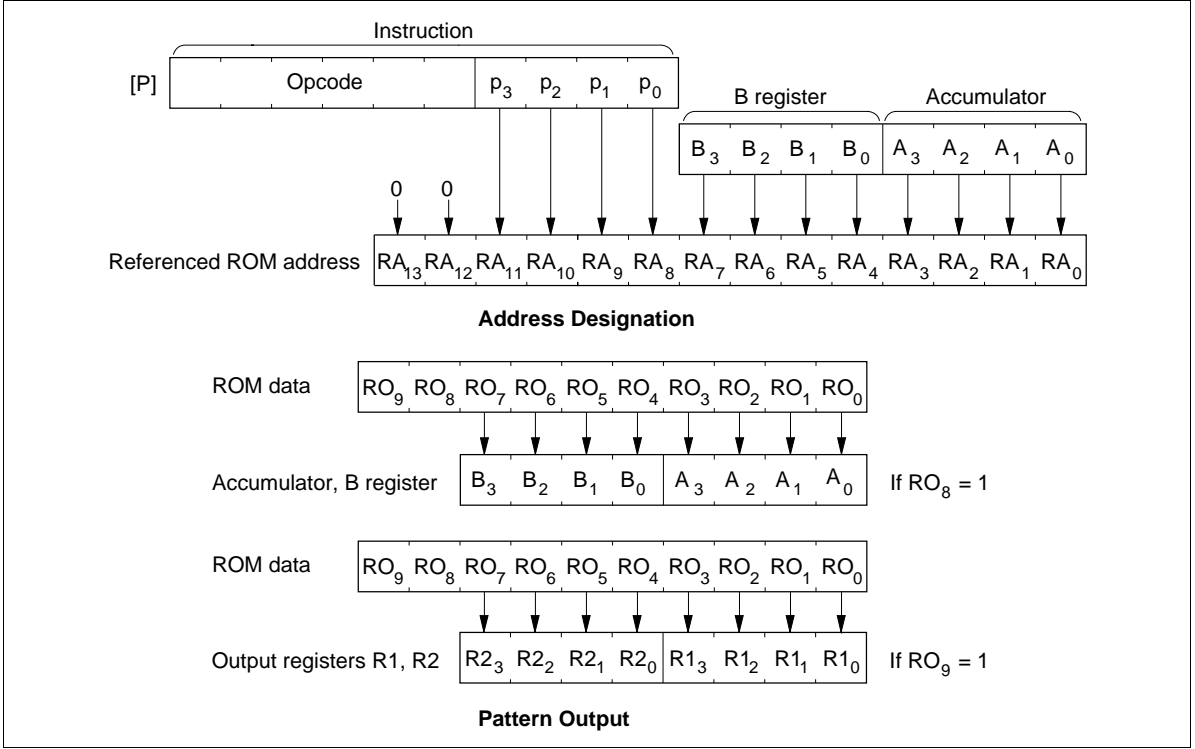 Instruction
[P] Opcode p3 p2 p1 p0
B register Accumulator
B3 B2 B1 B0 A3 A2 A1 A0
0 0
Referenced ROM address RA13 RA12 RA11 RA10 RA9 RA8 RA7 RA6 RA5 RA4 RA3 RA2 RA1 RA0
Address Designation
ROM data RO9 RO8 RO7 RO6 RO5 RO4 RO3 RO2 RO1 RO0
Accumulator, B register B3 B2 B1 B0 A3 A2 A1 A0 If RO8 = 1
ROM data RO9 RO8 RO7 RO6 RO5 RO4 RO3 RO2 RO1 RO0
Output registers R1, R2 R23 R22 R21 R20 R13 R12 R11 R10 If RO9 = 1
Pattern Output